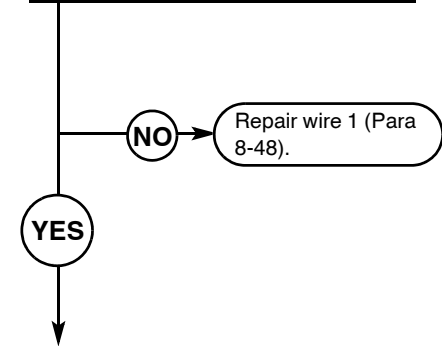 NO
Repair wire 1 (Para
8-48).
YES